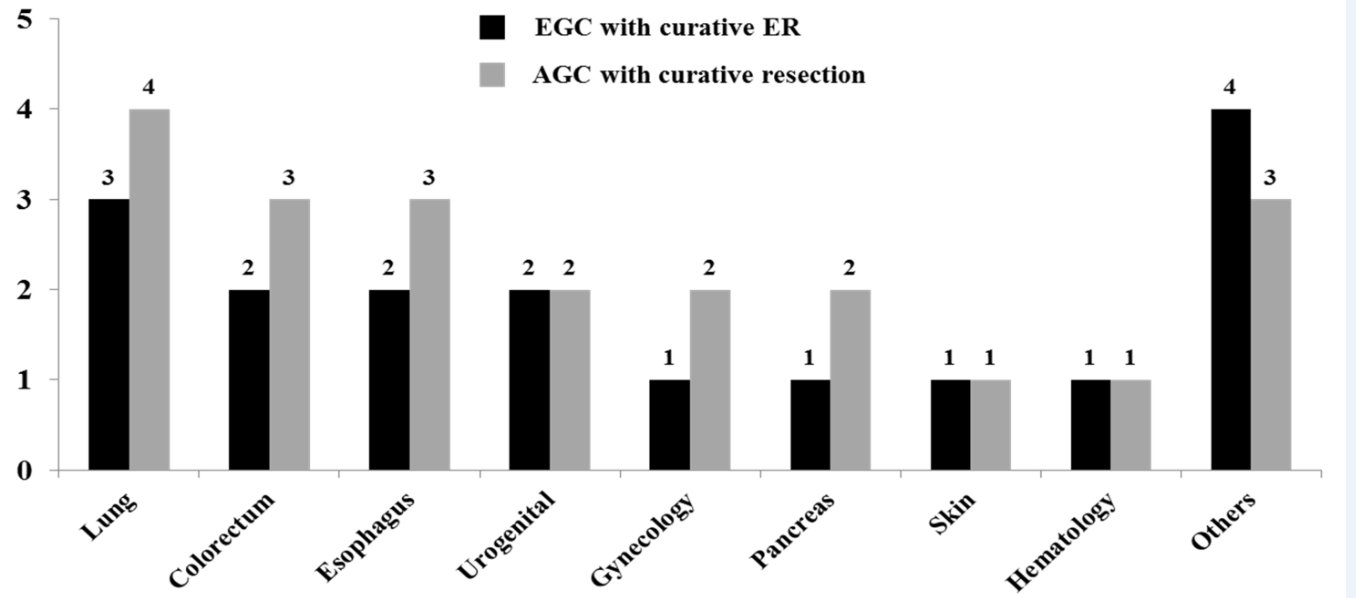 5
4
3
2
1
0
EGC with curative ER
AGC with curative resection
3 4
2 3
2 3
2 2
1 2
1 2
1 1
1 1
4 3
Lung
Colorectum
Esophagus
Urogenital
Gynecology
Pancreas
Skin
Hematology
Others